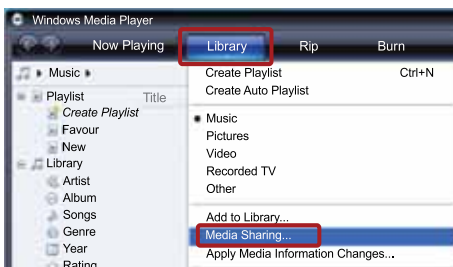 Windows Media Player
Now Playing Library Rip Burn
Music
Playlist Title
Create Playlist
Favour
New
Library
Artist
Album
Songs
Genre
Year
Rating
Create Playlist Ctrl+N
Create Auto Playlist
Music
Pictures
Video
Recorded TV
Other
Add to Library...
Media Sharing...
Apply Media Information Changes...